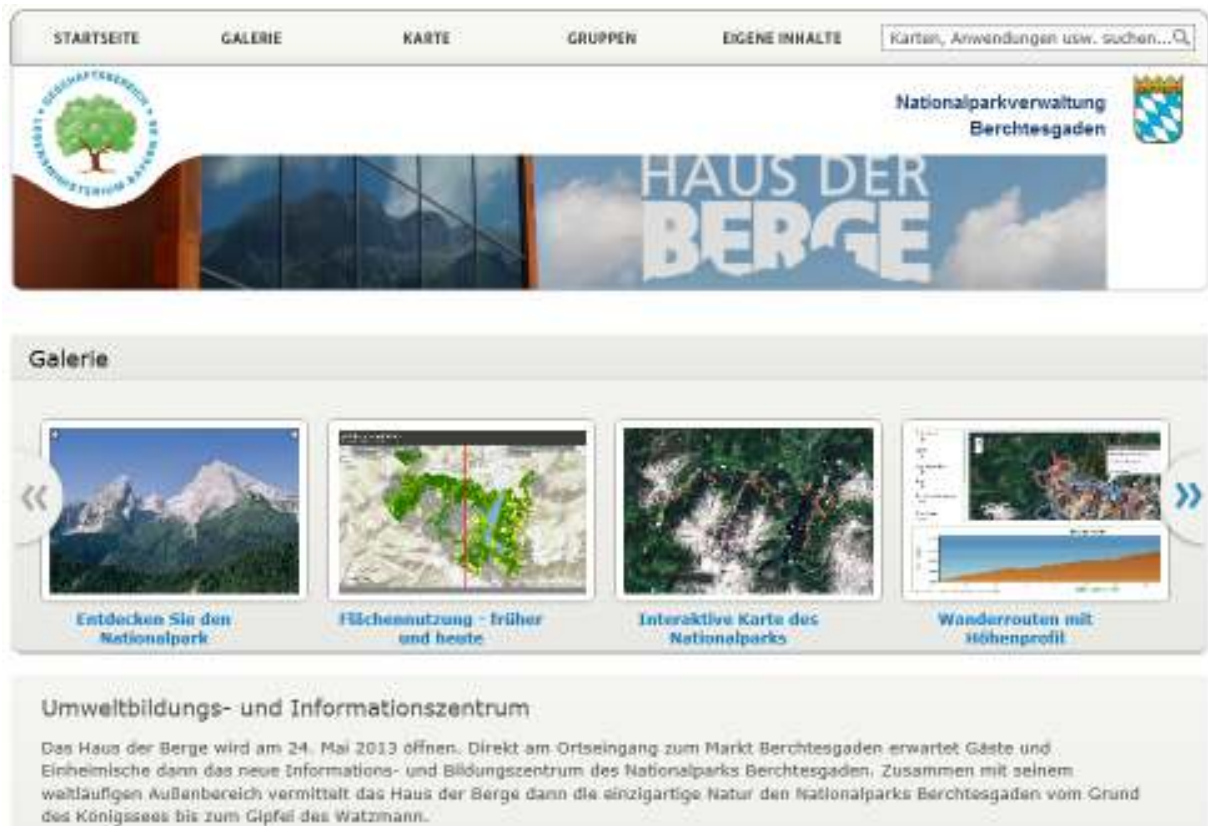 STARTSEITE GALERIE KARTE GRUPPEN EIGENE INHALTE Karten, Anwendungen usw. suchen...
GESCHÄFTSBEREICH
Nationalparkverwaltung
Berchtesgaden
HAUS DER
BERGE
Galerie
Entdecken Sie den
Nationalpark
Flächennutzung - früher
und heute
Interaktive Karte des
Nationalparks
Wanderrouten mit
Höhenprofil
Umweltbildungs- und Informationszentrum
Das Haus der Berge wird am 24. Mai 2013 öffnen. Direkt am Ortseingang zum Markt Berchtesgaden erwartet Gäste und
Einheimische dann das neue Informations- und Bildungszentrum des Nationalparks Berchtesgaden. Zusammen mit seinem
weitläufigen Außenbereich vermittelt das Haus der Berge dann die einzigartige Natur den Nationalparks Berchtesgaden vom Grund
des Königssees bis zum Gipfel des Watzmann.